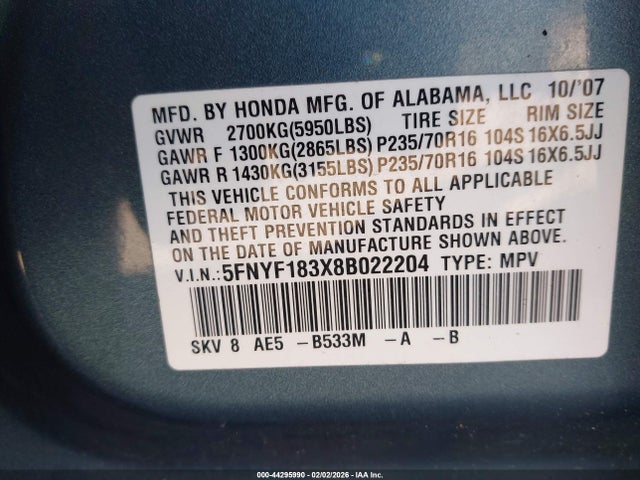 MFD. BY HONDA MFG. OF ALABAMA, LLC 10/'07
GVWR 2700KG(5950LBS) TIRE SIZE RIM SIZE
GAWR F 1300KG(2865LBS) P235/70R16 104S 16X6.5JJ
GAWR R 1430KG(3155LBS) P235/70R16 104S 16X6.5JJ
THIS VEHICLE CONFORMS TO ALL APPLICABLE
FEDERAL MOTOR VEHICLE SAFETY
AND THEFT PREVENTION STANDARDS IN EFFECT
ON THE DATE OF MANUFACTURE SHOWN ABOVE.
V.I.N.: 5FNYF183X8B022204 TYPE: MPV
SKV 8 AE5 -B533M -A -B
000-44295990 - 02/02/2026 - IAA Inc.